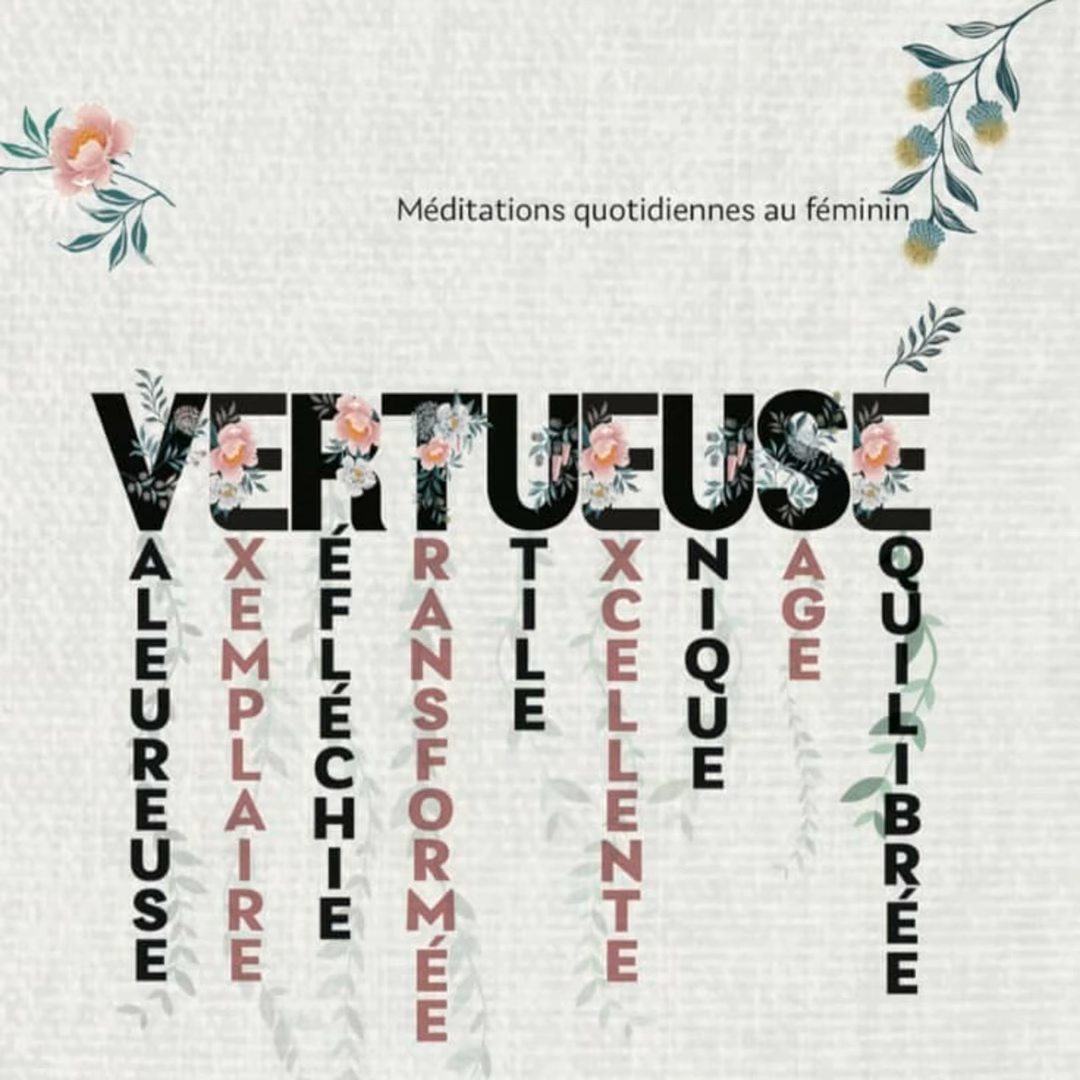 Méditations quotidiennes au féminin
VERTUEUSE
ALEUREUSE
XEMPLAIRE
ÉFLÉCHIE
RANSFORMÉE
TILE
XCELLENTE
NIQUE
AGE
QUILIBRÉE